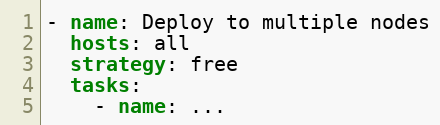 1 - name: Deploy to multiple nodes
2   hosts: all
3   strategy: free
4   tasks:
5     - name: ...